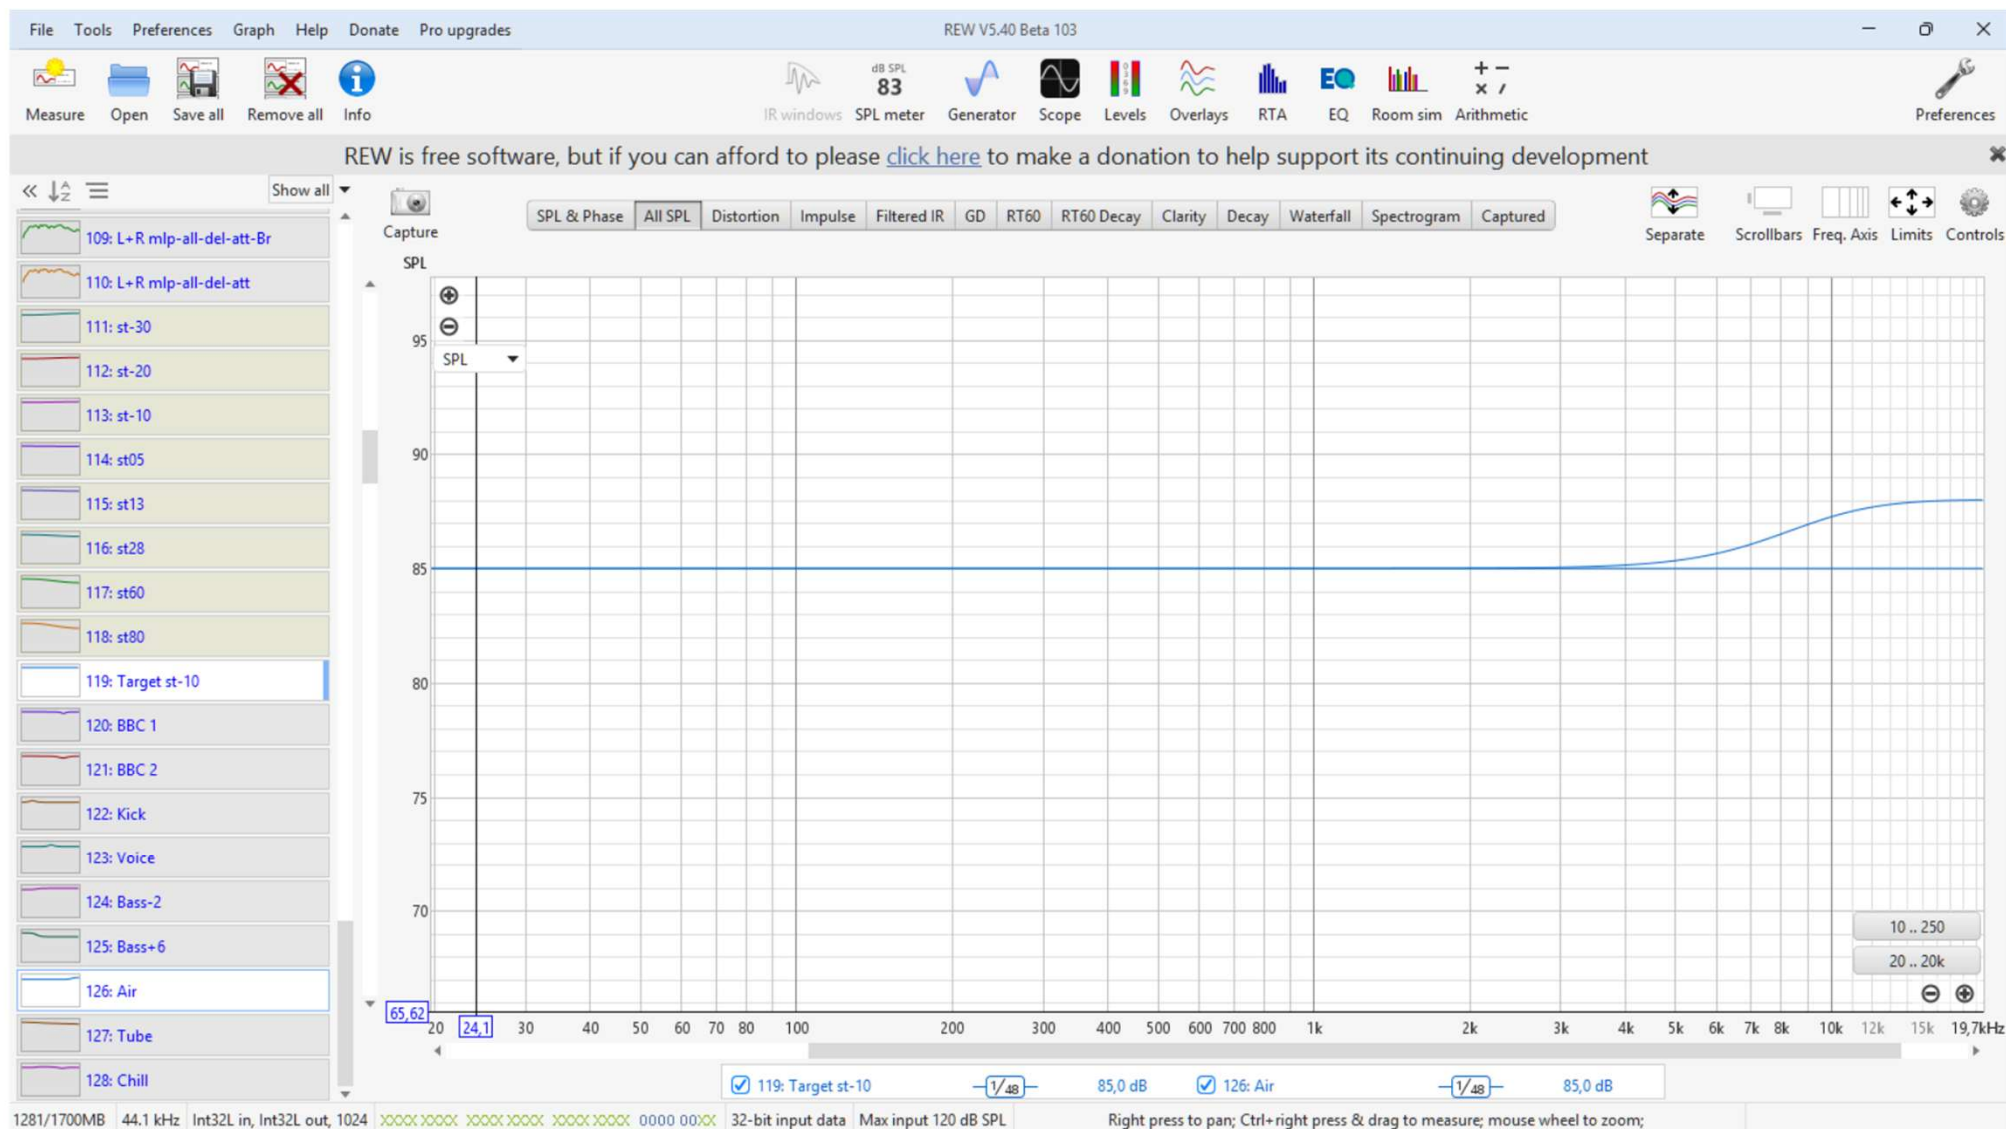 File Tools Preferences Graph Help Donate Pro upgrades REW V5.40 Beta 103
dB SPL
83
Measure Open Save all Remove all Info IR windows SPL meter Generator Scope Levels Overlays RTA EQ Room sim Arithmetic Preferences
REW is free software, but if you can afford to please click here to make a donation to help support its continuing development
Show all
Capture
SPL & Phase All SPL Distortion Impulse Filtered IR GD RT60 RT60 Decay Clarity Decay Waterfall Spectrogram Captured
Separate Scrollbars Freq. Axis Limits Controls
109: L+R mlp-all-del-att-Br
110: L+R mlp-all-del-att
111: st-30
112: st-20
113: st-10
114: st05
115: st13
116: st28
117: st60
118: st80
119: Target st-10
120: BBC 1
121: BBC 2
122: Kick
123: Voice
124: Bass-2
125: Bass+6
126: Air
127: Tube
128: Chill
SPL
SPL
95
90
85
80
75
70
65,62
10 .. 250
20 .. 20k
20 24,1 30 40 50 60 70 80 100 200 300 400 500 600 700 800 1k 2k 3k 4k 5k 6k 7k 8k 10k 12k 15k 19,7kHz
119: Target st-10 1/48 85,0 dB 126: Air 1/48 85,0 dB
1281/1700MB 44.1 kHz Int32L in, Int32L out, 1024 XXXX XXXX XXXX XXXX XXXX XXXX 0000 00XX 32-bit input data Max input 120 dB SPL Right press to pan; Ctrl+right press & drag to measure; mouse wheel to zoom;